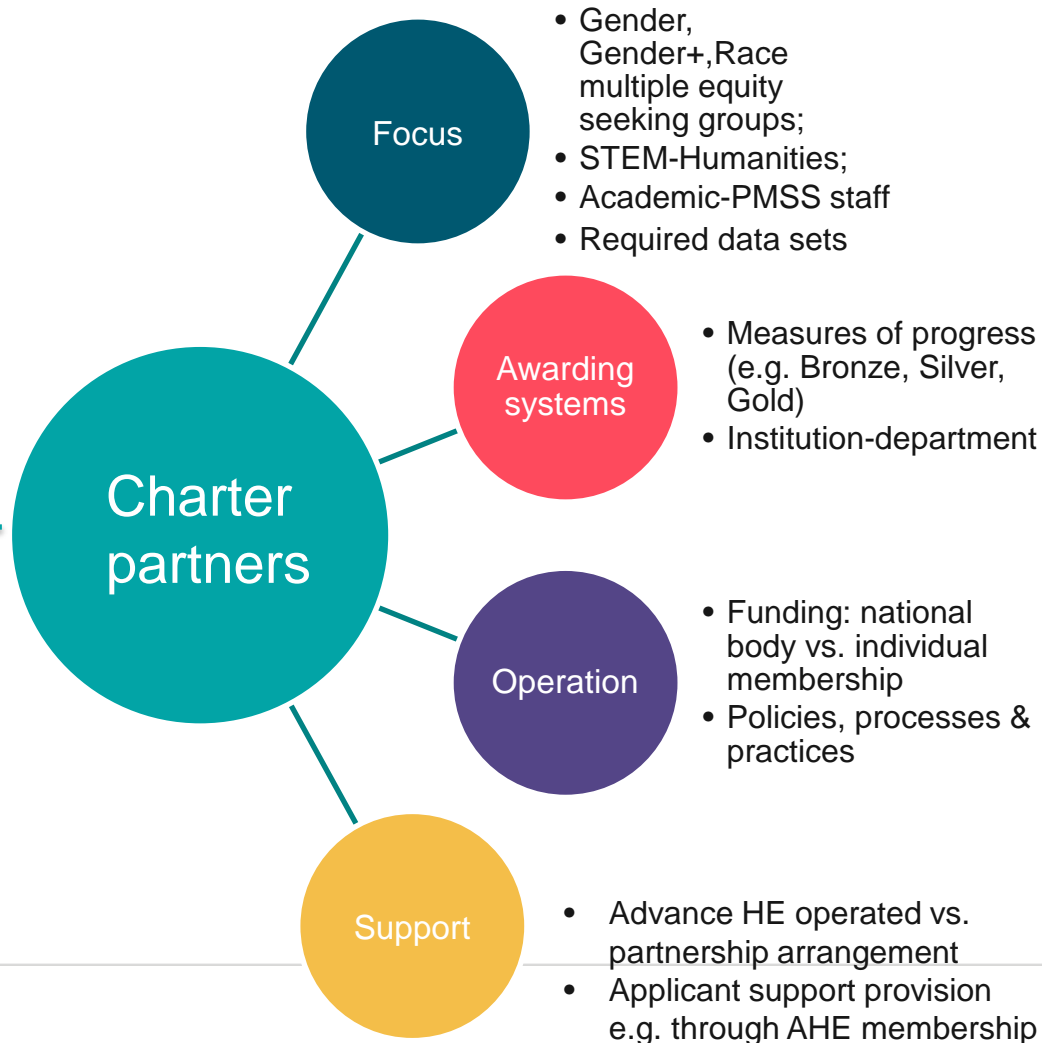 Charter
partners
Focus
• Gender,
Gender+,Race
multiple equity
seeking groups;
• STEM-Humanities;
• Academic-PMSS staff
• Required data sets
Awarding
systems
• Measures of progress
(e.g. Bronze, Silver,
Gold)
• Institution-department
Operation
• Funding: national
body vs. individual
membership
• Policies, processes &
practices
Support
• Advance HE operated vs.
partnership arrangement
• Applicant support provision
e.g. through AHE membership